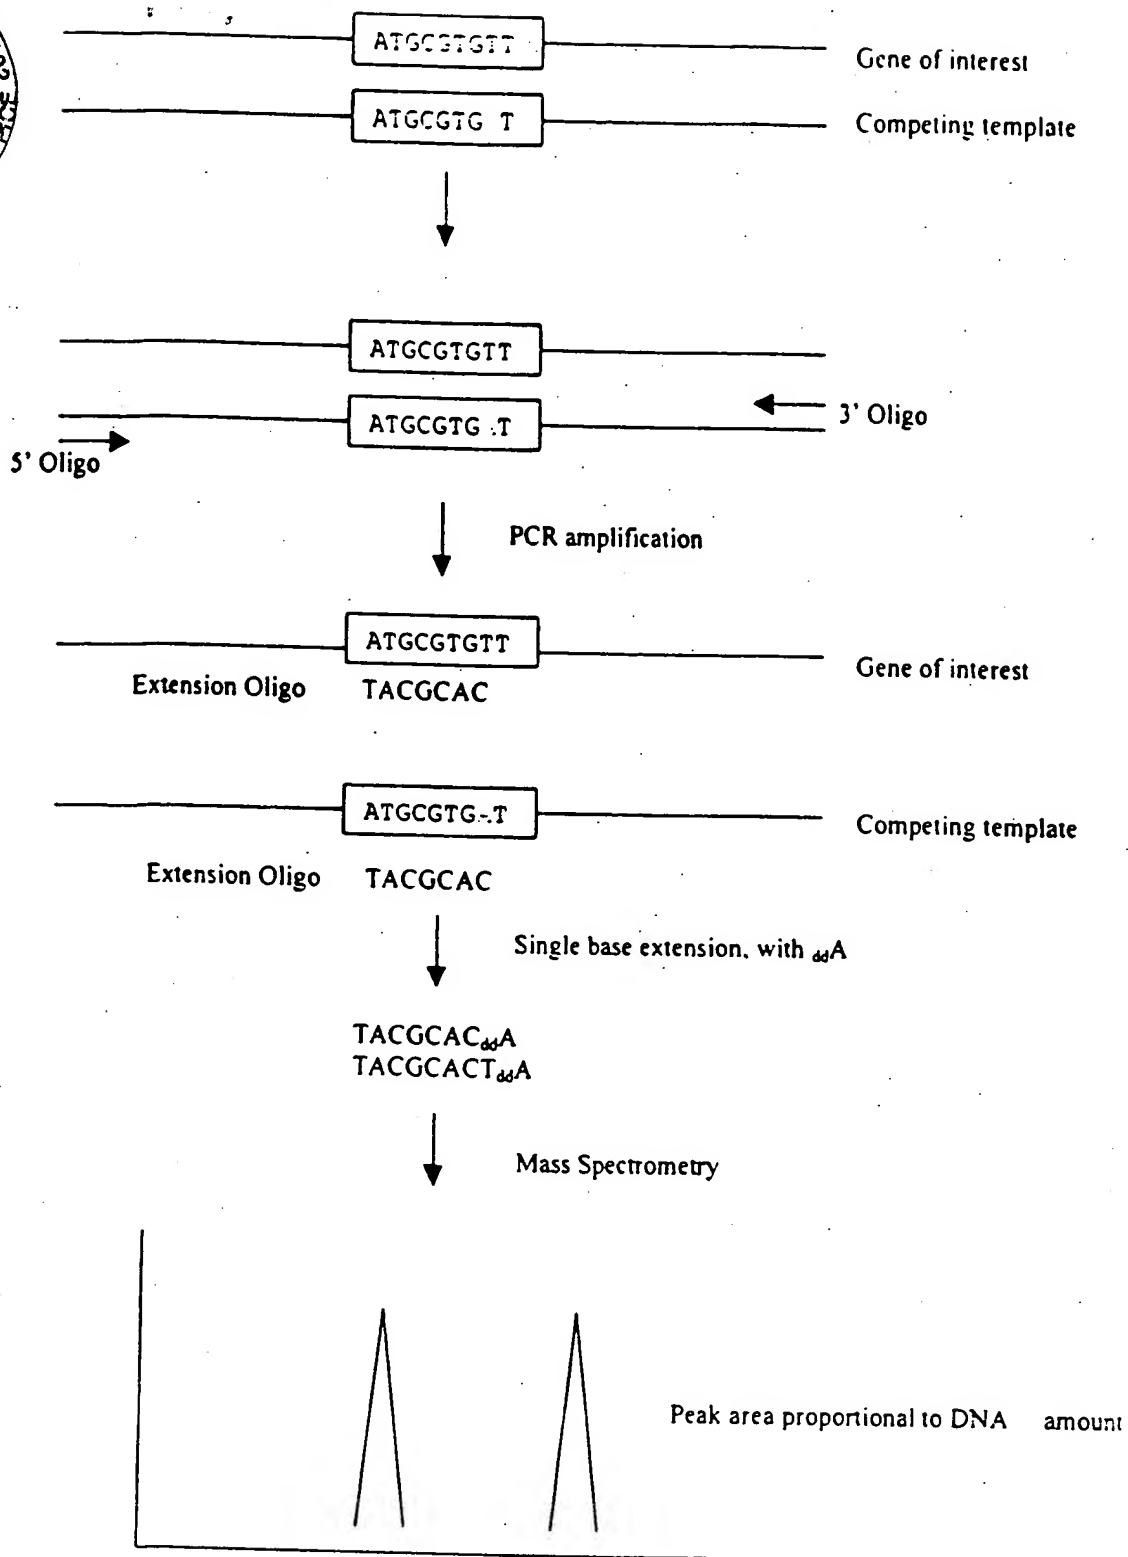 ATGCGTGTT
Gene of interest
ATGCGTG T
Competing template
ATGCGTGTT
ATGCGTG T
3' Oligo
5' Oligo
PCR amplification
ATGCGTGTT
Gene of interest
Extension Oligo TACGCAC
ATGCGTG T
Competing template
Extension Oligo TACGCAC
Single base extension, with ddA
TACGCACddA
TACGCACTddA
Mass Spectrometry
Peak area proportional to DNA amount